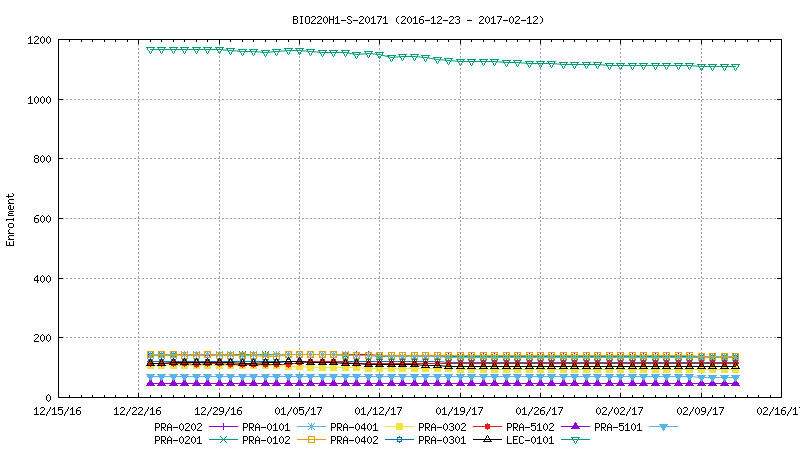 BIO220H1-S-20171 (2016-12-23 - 2017-02-12)
1200
1000
800
600
400
200
0
Enrolment
12/15/16 12/22/16 12/29/16 01/05/17 01/12/17 01/19/17 01/26/17 02/02/17 02/09/17 02/16/17
PRA-0202 PRA-0101 PRA-0401 PRA-0302 PRA-5102 PRA-5101
PRA-0201 PRA-0102 PRA-0402 PRA-0301 LEC-0101